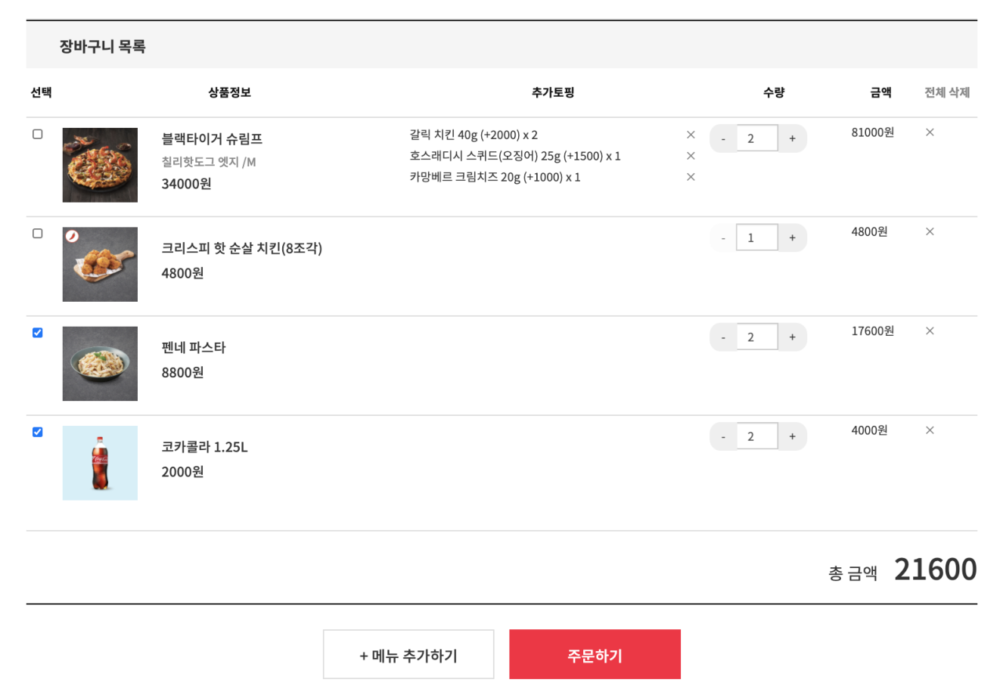 장바구니 목록
선택 상품정보 추가토핑 수량 금액 전체 삭제
블랙타이거 슈림프
칠리핫도그 엣지 /M
34000원
갈릭 치킨 40g (+2000) x 2
호스래디시 스퀴드(오징어) 25g (+1500) x 1
카망베르 크림치즈 20g (+1000) x 1
- 2 +
81000원
크리스피 핫 순살 치킨(8조각)
4800원
- 1 +
4800원
펜네 파스타
8800원
- 2 +
17600원
코카콜라 1.25L
2000원
- 2 +
4000원
총 금액 21600
+ 메뉴 추가하기
주문하기